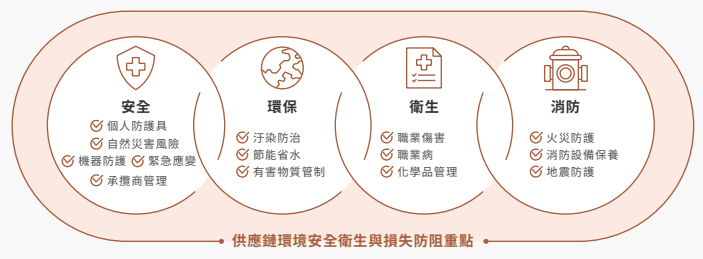 安全
個人防護具
自然災害風險
機器防護 緊急應變
承攬商管理
環保
汙染防治
節能省水
有害物質管制
衛生
職業傷害
職業病
化學品管理
消防
火災防護
消防設備保養
地震防護
供應鏈環境安全衛生與損失防阻重點